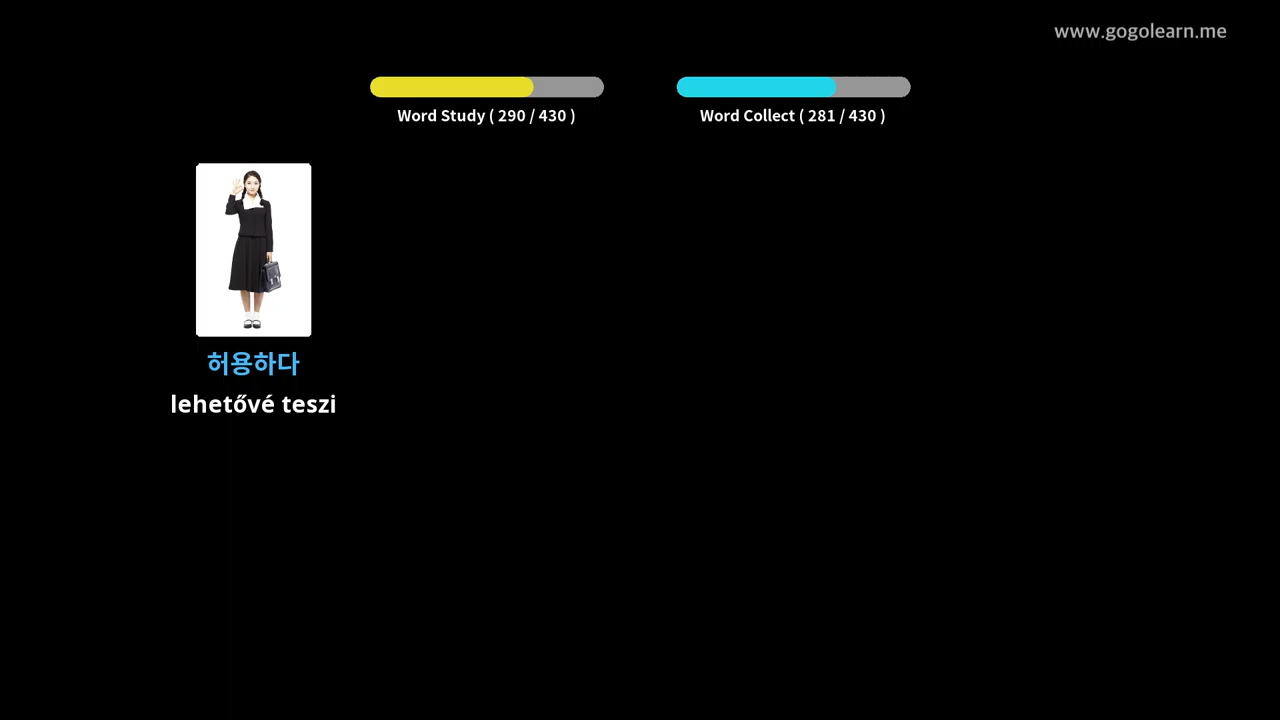 www.gogolearn.me
Word Study ( 290 / 430 )
Word Collect ( 281 / 430 )
허용하다
lehetővé teszi